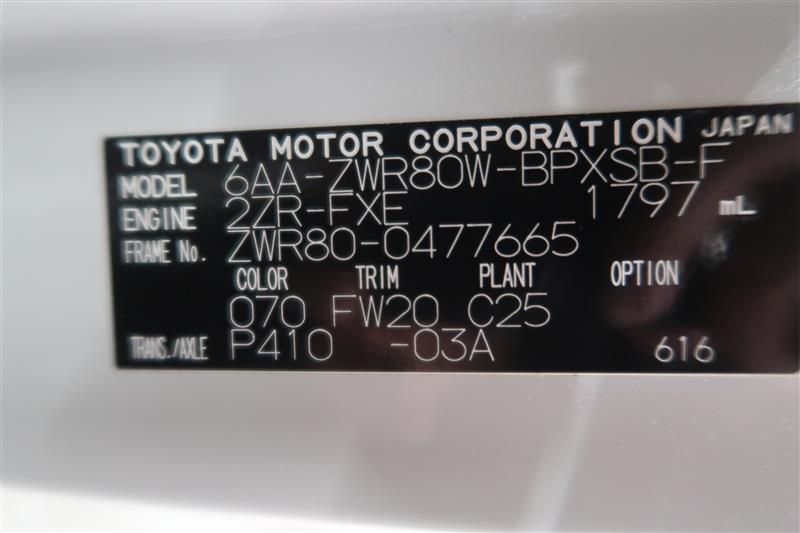 TOYOTA MOTOR CORPORATION JAPAN
MODEL 6AA-ZWR80W-BPXSB-F
ENGINE 2ZR-FXE 1797 mL
FRAME No. ZWR80-0477665
COLOR TRIM PLANT OPTION
070 FW20 C25
TRANS./AXLE P410 -03A 616